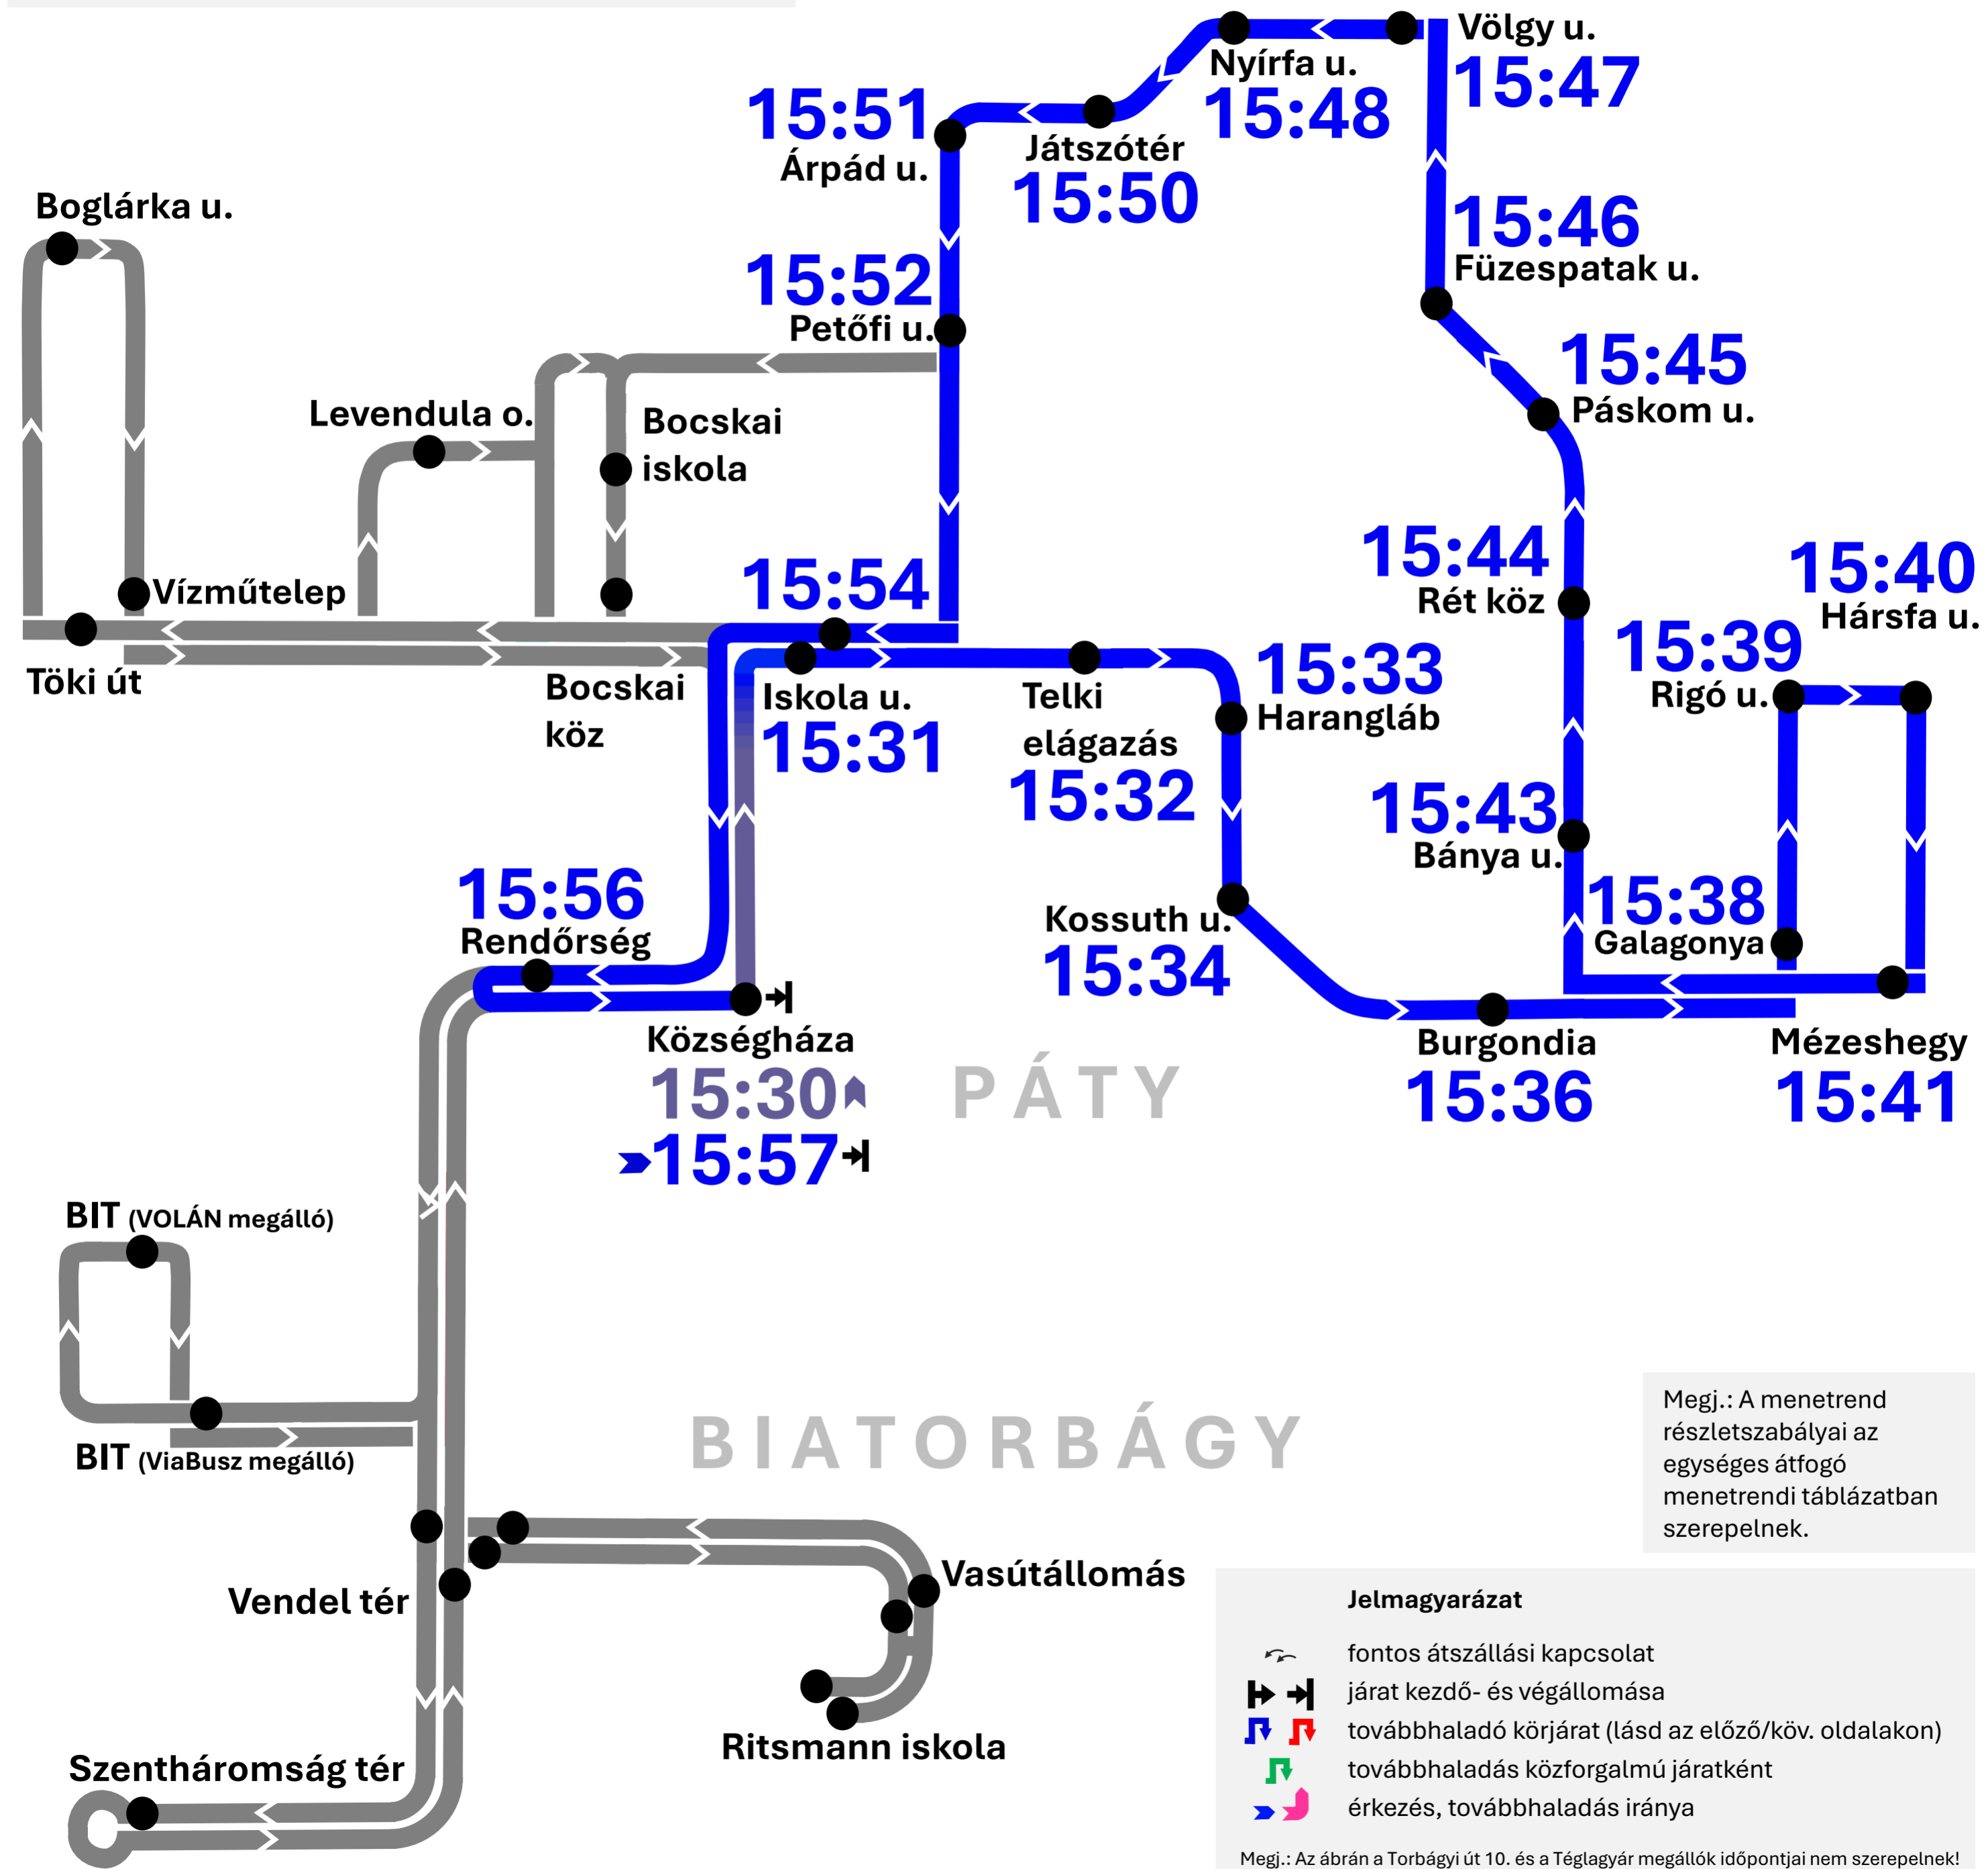 Völgy u.
15:47
Nyírfa u.
15:48
15:51
Árpád u.
Játszótér
15:50
Boglárka u.
15:46
Füzespatak u.
15:52
Petőfi u.
15:45
Páskom u.
Levendula o.
Bocskai
iskola
15:44
Rét köz
15:40
Hársfa u.
15:54
Vízműtelep
15:39
Rigó u.
Töki út
Bocskai
köz
Iskola u.
15:31
Telki
elágazás
15:32
15:33
Harangláb
15:43
Bánya u.
15:56
Rendőrség
Kossuth u.
15:34
15:38
Galagonya
Községháza
15:30
15:57
PÁTY
Burgondia
15:36
Mézeshegy
15:41
BIT (VOLÁN megálló)
BIT (ViaBusz megálló)
BIATORBÁGY
Megj.: A menetrend
részletszabályai az
egységes átfogó
menetrendi táblázatban
szerepelnek.
Vendel tér
Vasútállomás
Ritsmann iskola
Szentháromság tér
Jelmagyarázat
fontos átszállási kapcsolat
járat kezdő- és végállomása
továbbhaladó körjárat (lásd az előző/köv. oldalakon)
továbbhaladás közforgalmú járatként
érkezés, továbbhaladás iránya
Megj.: Az ábrán a Torbágyi út 10. és a Téglagyár megállók időpontjai nem szerepelnek!